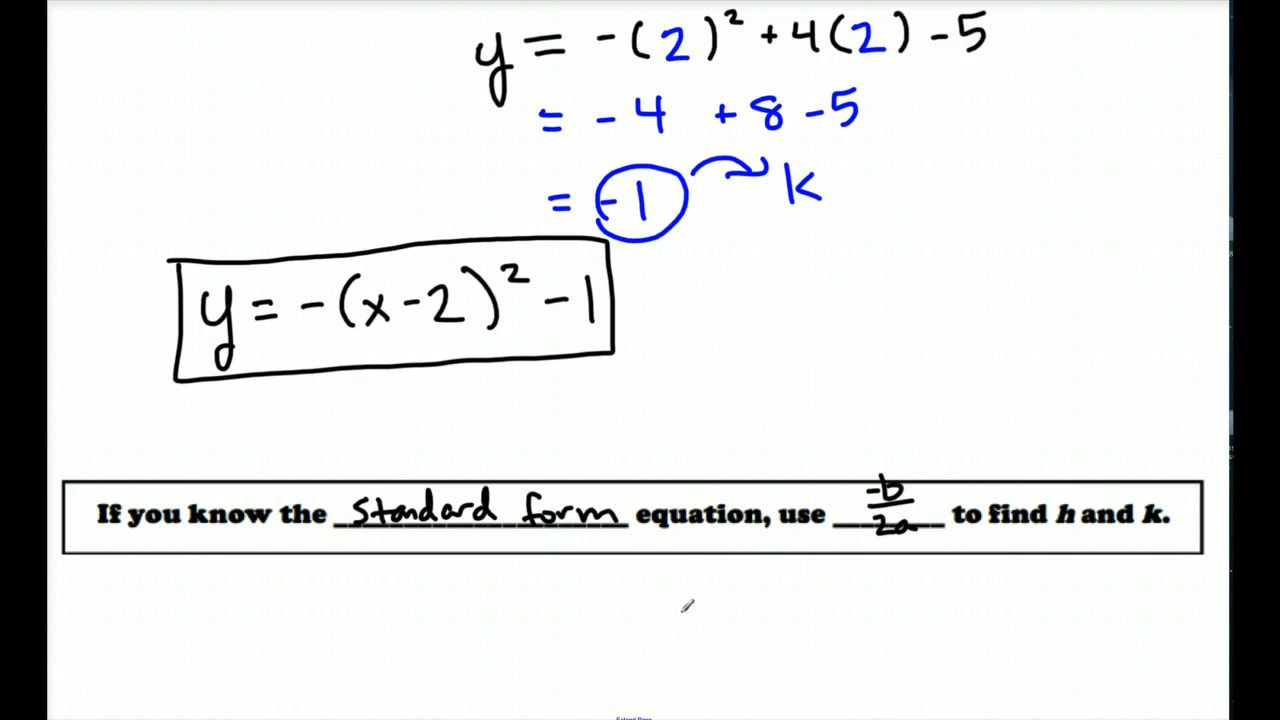 y = -(2)² + 4(2) - 5
= -4 + 8 - 5
= -1 → k
y = -(x-2)² - 1
If you know the standard form equation, use -b/2a to find h and k.